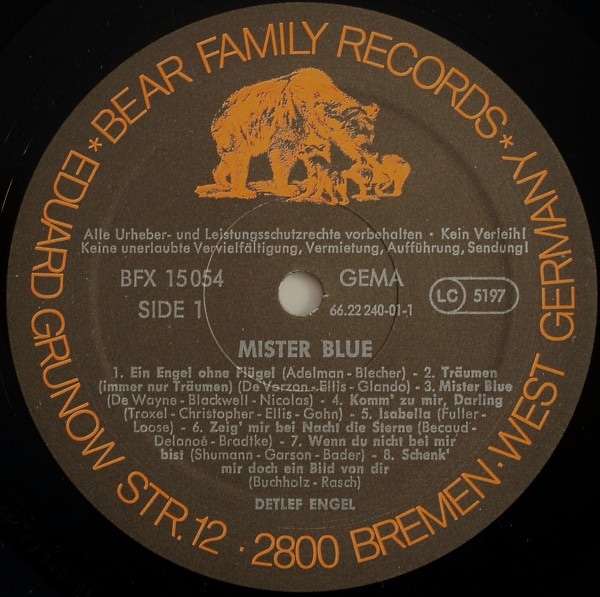 BEAR FAMILY RECORDS * EDUARD GRUNOW STR. 12 · 2800 BREMEN · WEST GERMANY *
Alle Urheber- und Leistungsschutzrechte vorbehalten · Kein Verleih!
Keine unerlaubte Vervielfältigung, Vermietung, Aufführung, Sendung!
BFX 15054 GEMA
SIDE 1 66.22 240-01-1 LC 5197
MISTER BLUE
1. Ein Engel ohne Flügel (Adelman - Blecher) - 2. Träumen
(immer nur Träumen) (De Verzon - Ellis - Glando) - 3. Mister Blue
(De Wayne - Blackwell - Nicolas) - 4. Komm' zu mir, Darling
(Troxel - Christopher - Ellis - Gahn) - 5. Isabella (Fuller-
Loose) - 6. Zeig' mir bei Nacht die Sterne (Becaud-
Delanoé - Bradtke) - 7. Wenn du nicht bei mir
bist (Shumann - Garson - Bader) - 8. Schenk'
mir doch ein Bild von dir
(Buchholz - Rasch)
DETLEF ENGEL